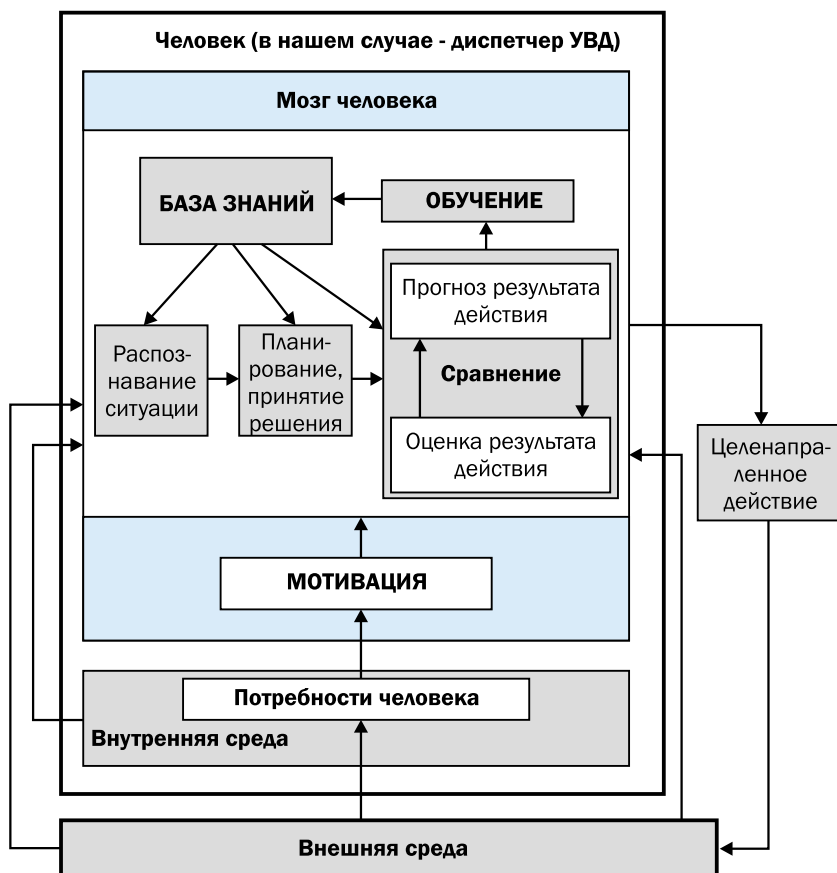 Человек (в нашем случае - диспетчер УВД)
Мозг человека
БАЗА ЗНАНИЙ
ОБУЧЕНИЕ
Прогноз результата
действия
Распоз-
навание
ситуации
Плани-
рование,
принятие
решения
Сравнение
Оценка результата
действия
Целенапра-
ленное
действие
МОТИВАЦИЯ
Потребности человека
Внутренняя среда
Внешняя среда